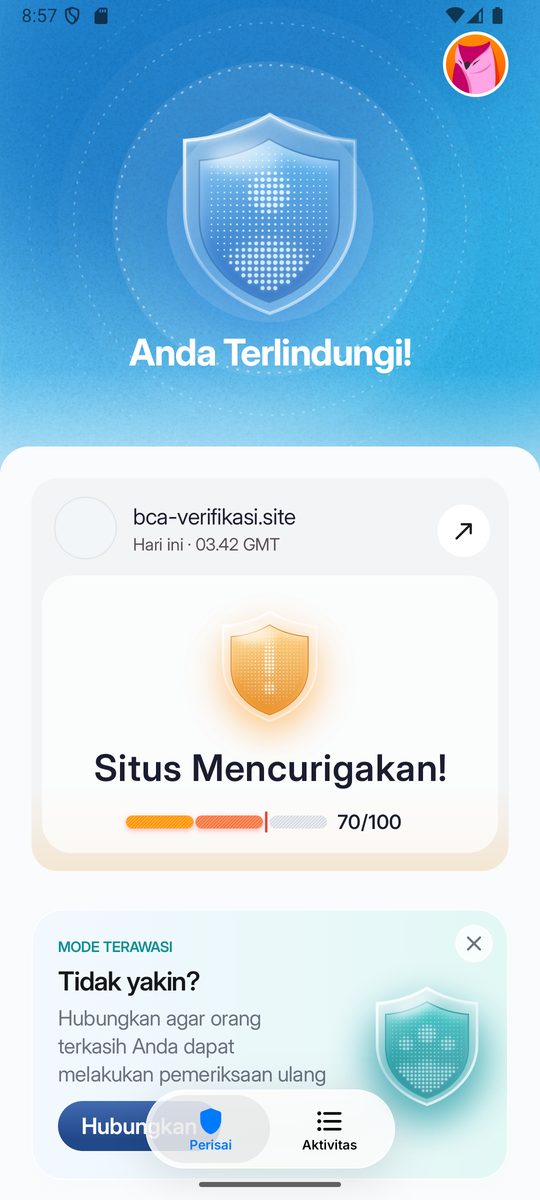 8:57
Anda Terlindungi!
bca-verifikasi.site
Hari ini · 03.42 GMT
Situs Mencurigakan!
70/100
MODE TERAWASI
Tidak yakin?
Hubungkan agar orang
terkasih Anda dapat
melakukan pemeriksaan ulang
Hubungkan
Perisai
Aktivitas